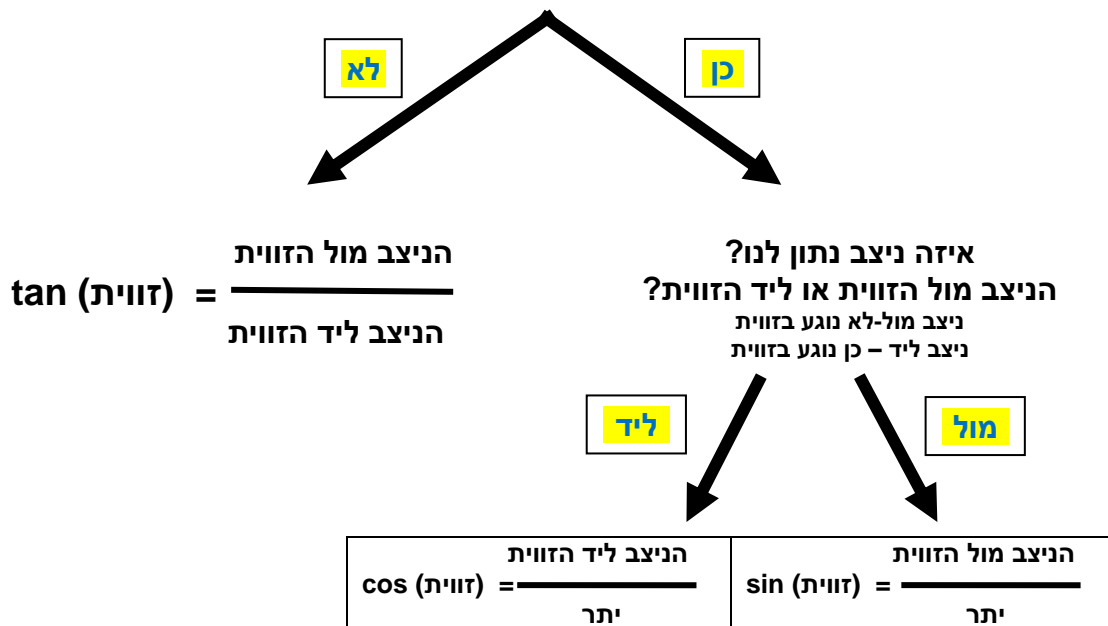 כן
לא
איזה ניצב נתון לנו?
הניצב מול הזווית או ליד הזווית?
ניצב מול-לא נוגע בזווית
ניצב ליד – כן נוגע בזווית
הניצב מול הזווית
tan (זווית) =
הניצב ליד הזווית
מול
ליד
הניצב מול הזווית
sin (זווית) =
יתר
הניצב ליד הזווית
cos (זווית) =
יתר